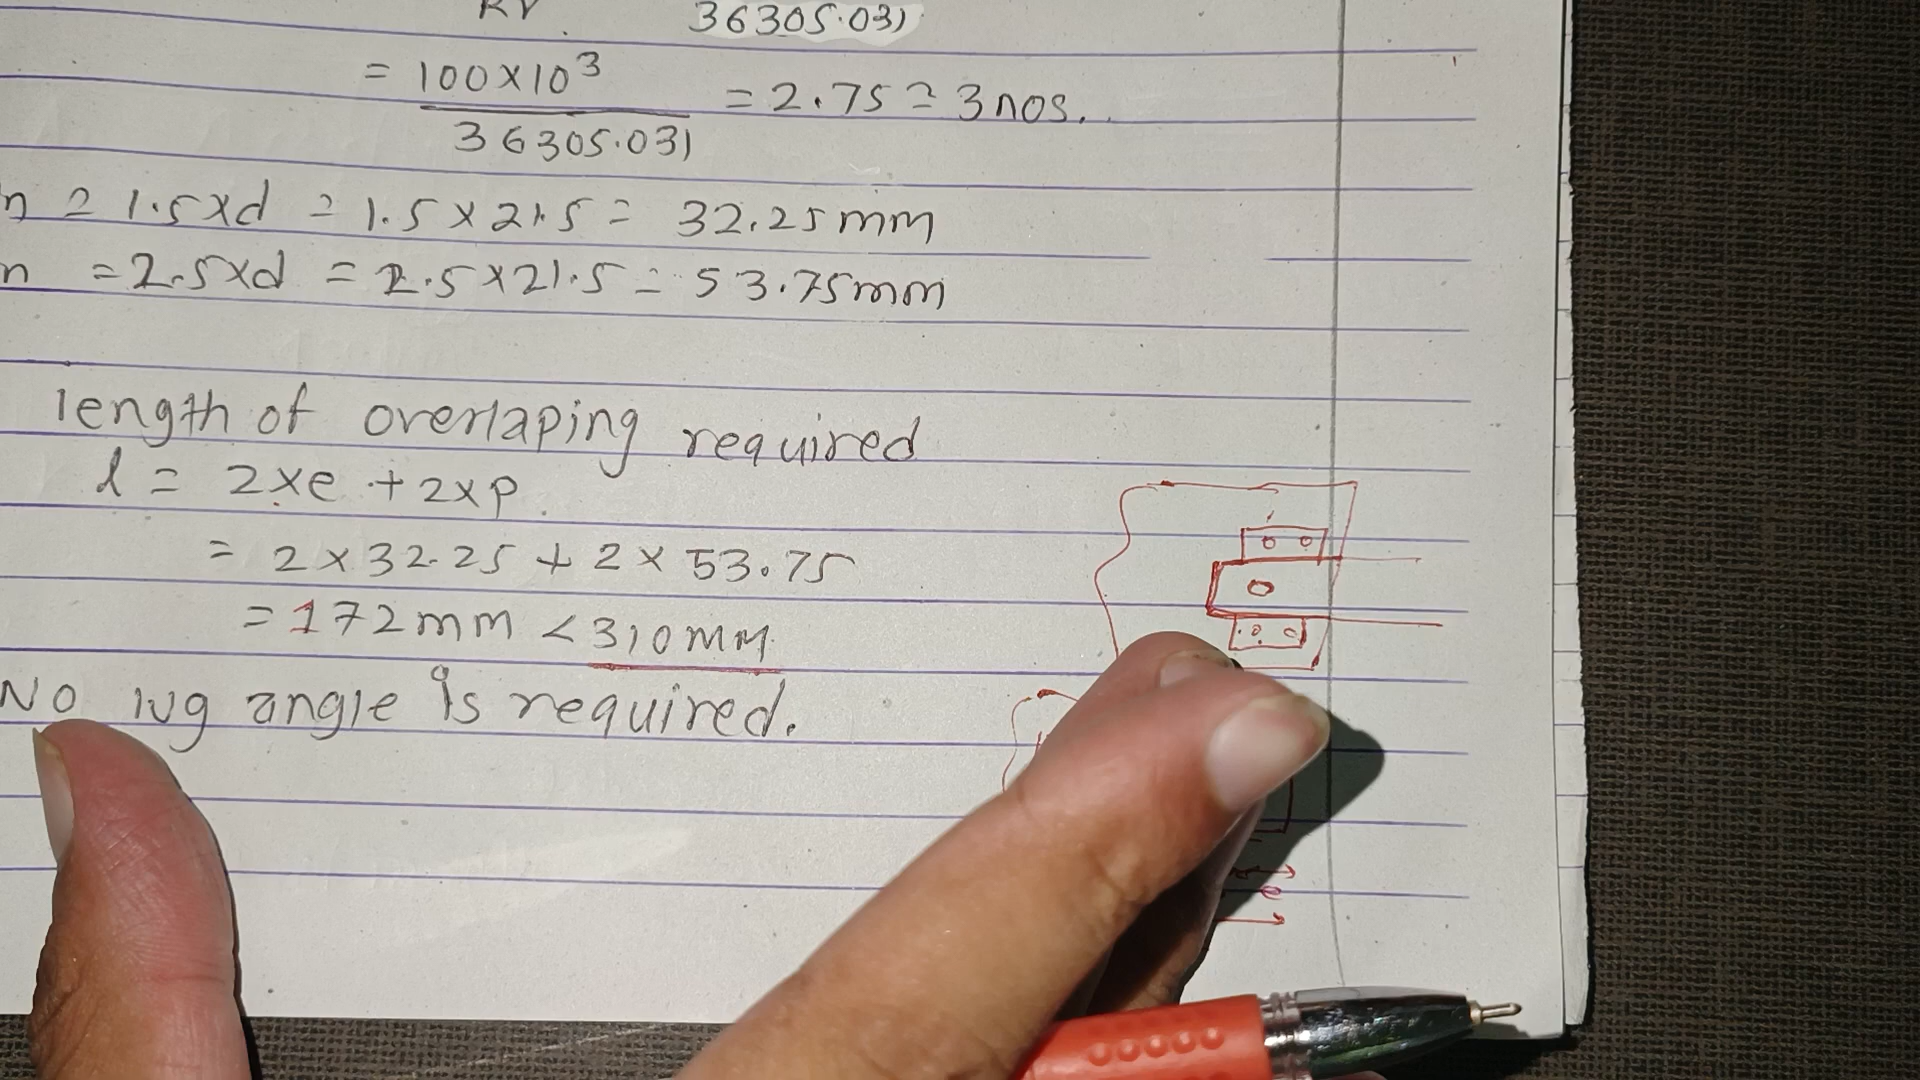 36305.031
= 100×10³ / 36305.031 = 2.75 ≃ 3 nos.
n = 1.5×d = 1.5×21.5 = 32.25mm
n = 2.5×d = 2.5×21.5 = 53.75mm
length of overlaping required
l = 2×e + 2×p.
= 2×32.25 + 2×53.75
= 172mm < 310mm
No lug angle is required.
e